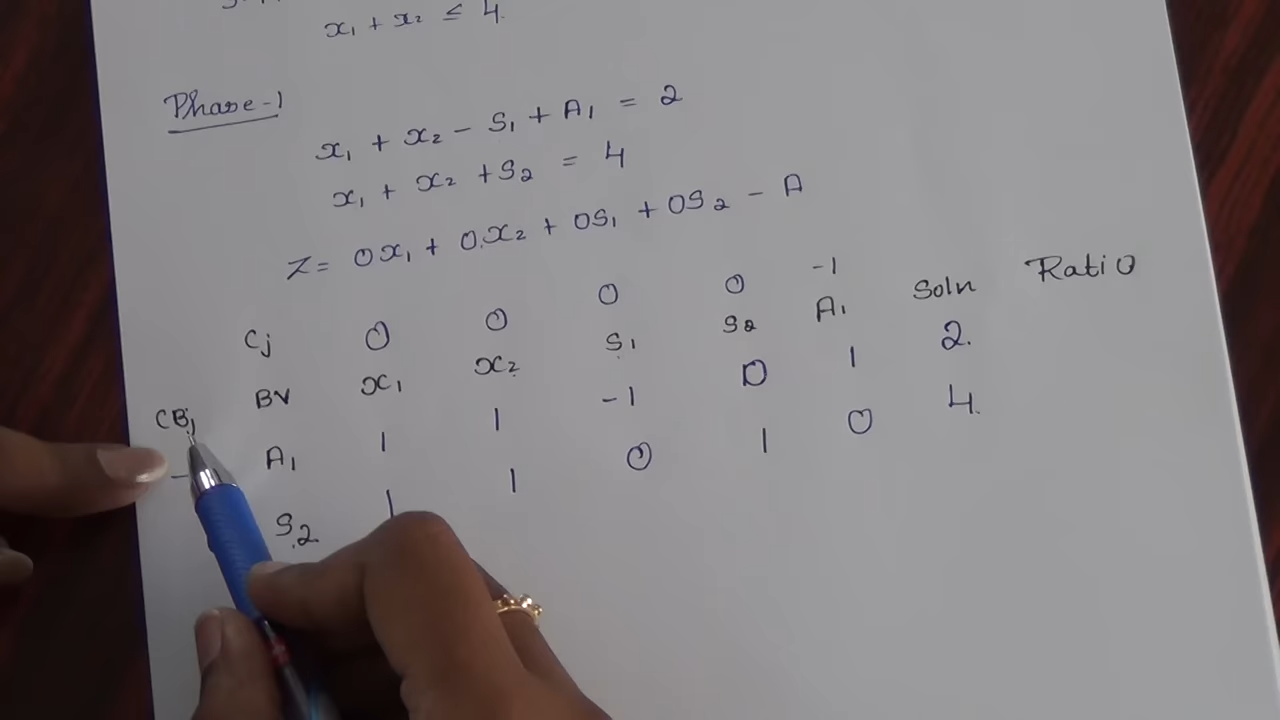 x₁ + x₂ ≤ 4.
Phase-1
x₁ + x₂ - S₁ + A₁ = 2
x₁ + x₂ + S₂ = 4
Z = 0x₁ + 0.x₂ + 0S₁ + 0S₂ - A
Cj 0 0 0 0 -1
BV x₁ x₂ S₁ S₂ A₁ Soln Ratio
CBj
- A₁ 1 1 -1 0 1 2.
S₂ 1 1 0 1 0 4.